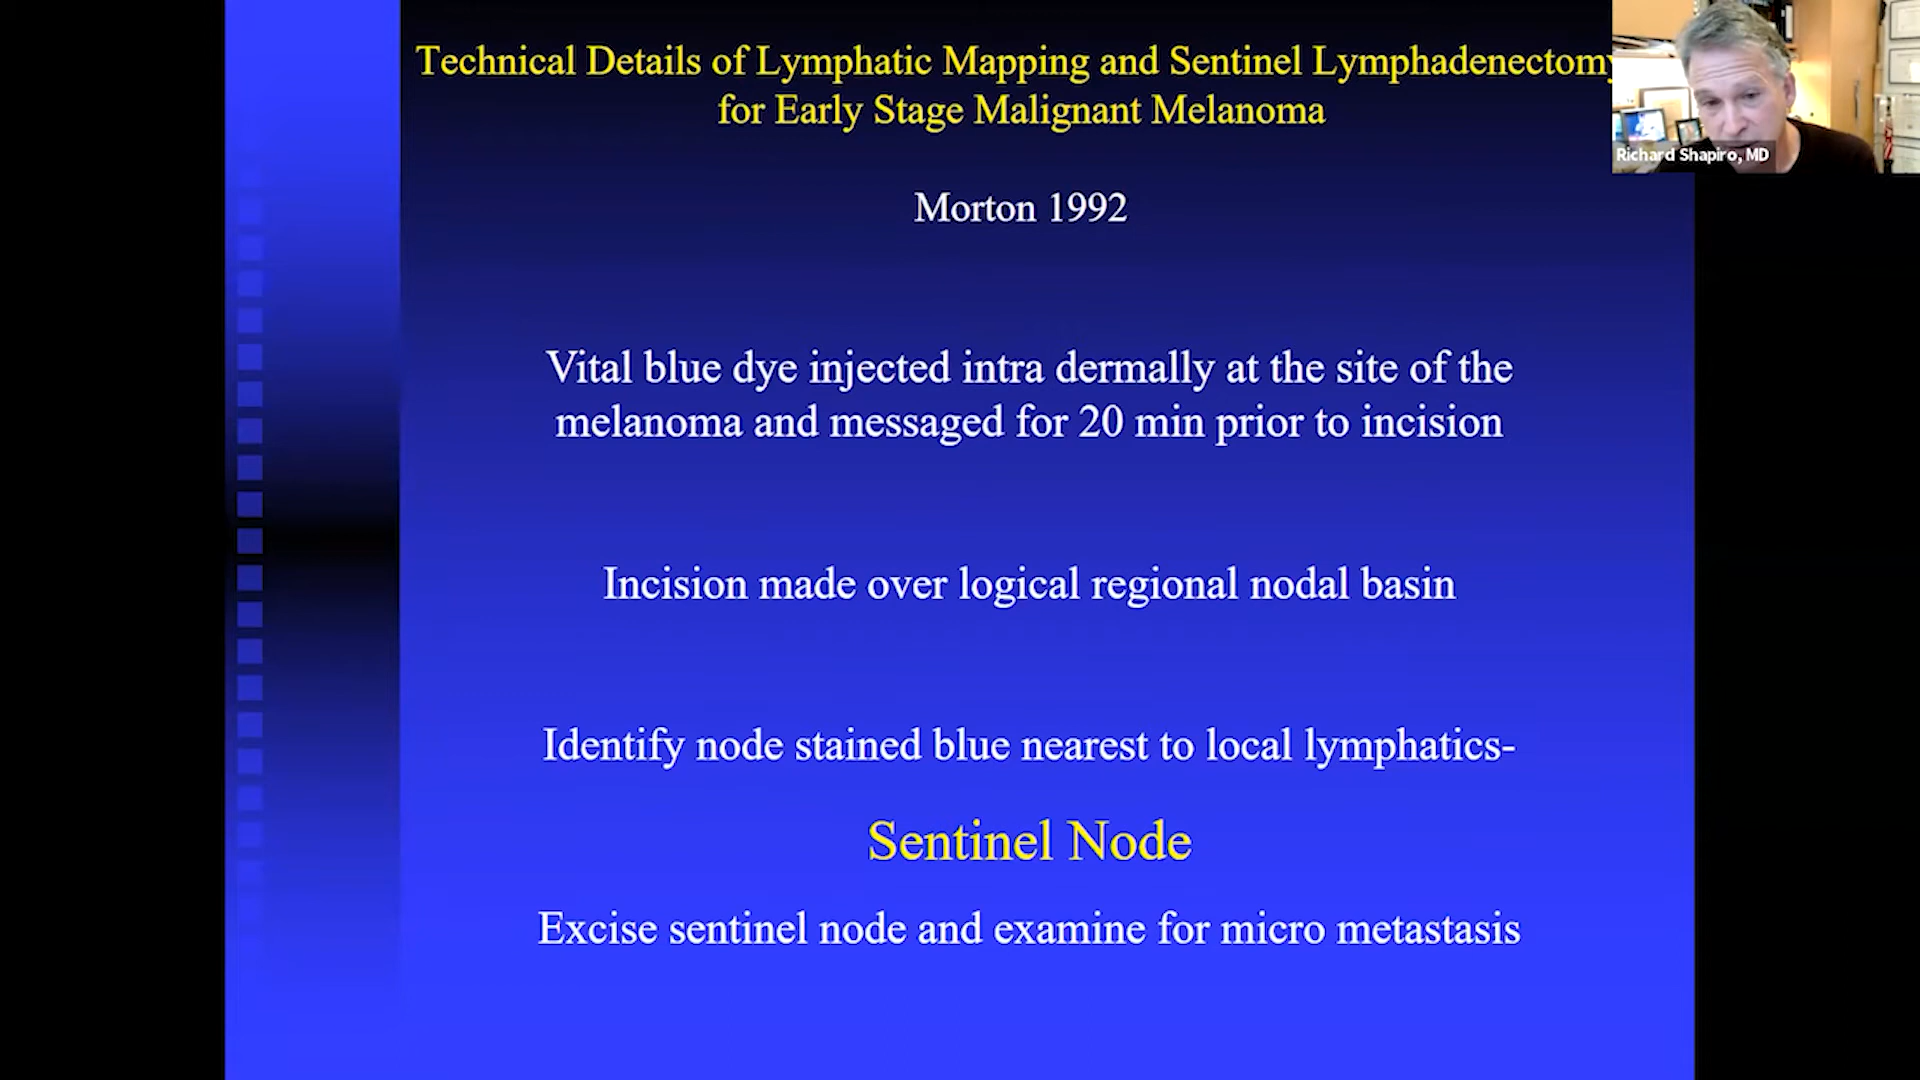 Technical Details of Lymphatic Mapping and Sentinel Lymphadenectomy
for Early Stage Malignant Melanoma
Richard Shapiro, MD
Morton 1992
Vital blue dye injected intra dermally at the site of the
melanoma and messaged for 20 min prior to incision
Incision made over logical regional nodal basin
Identify node stained blue nearest to local lymphatics-
Sentinel Node
Excise sentinel node and examine for micro metastasis